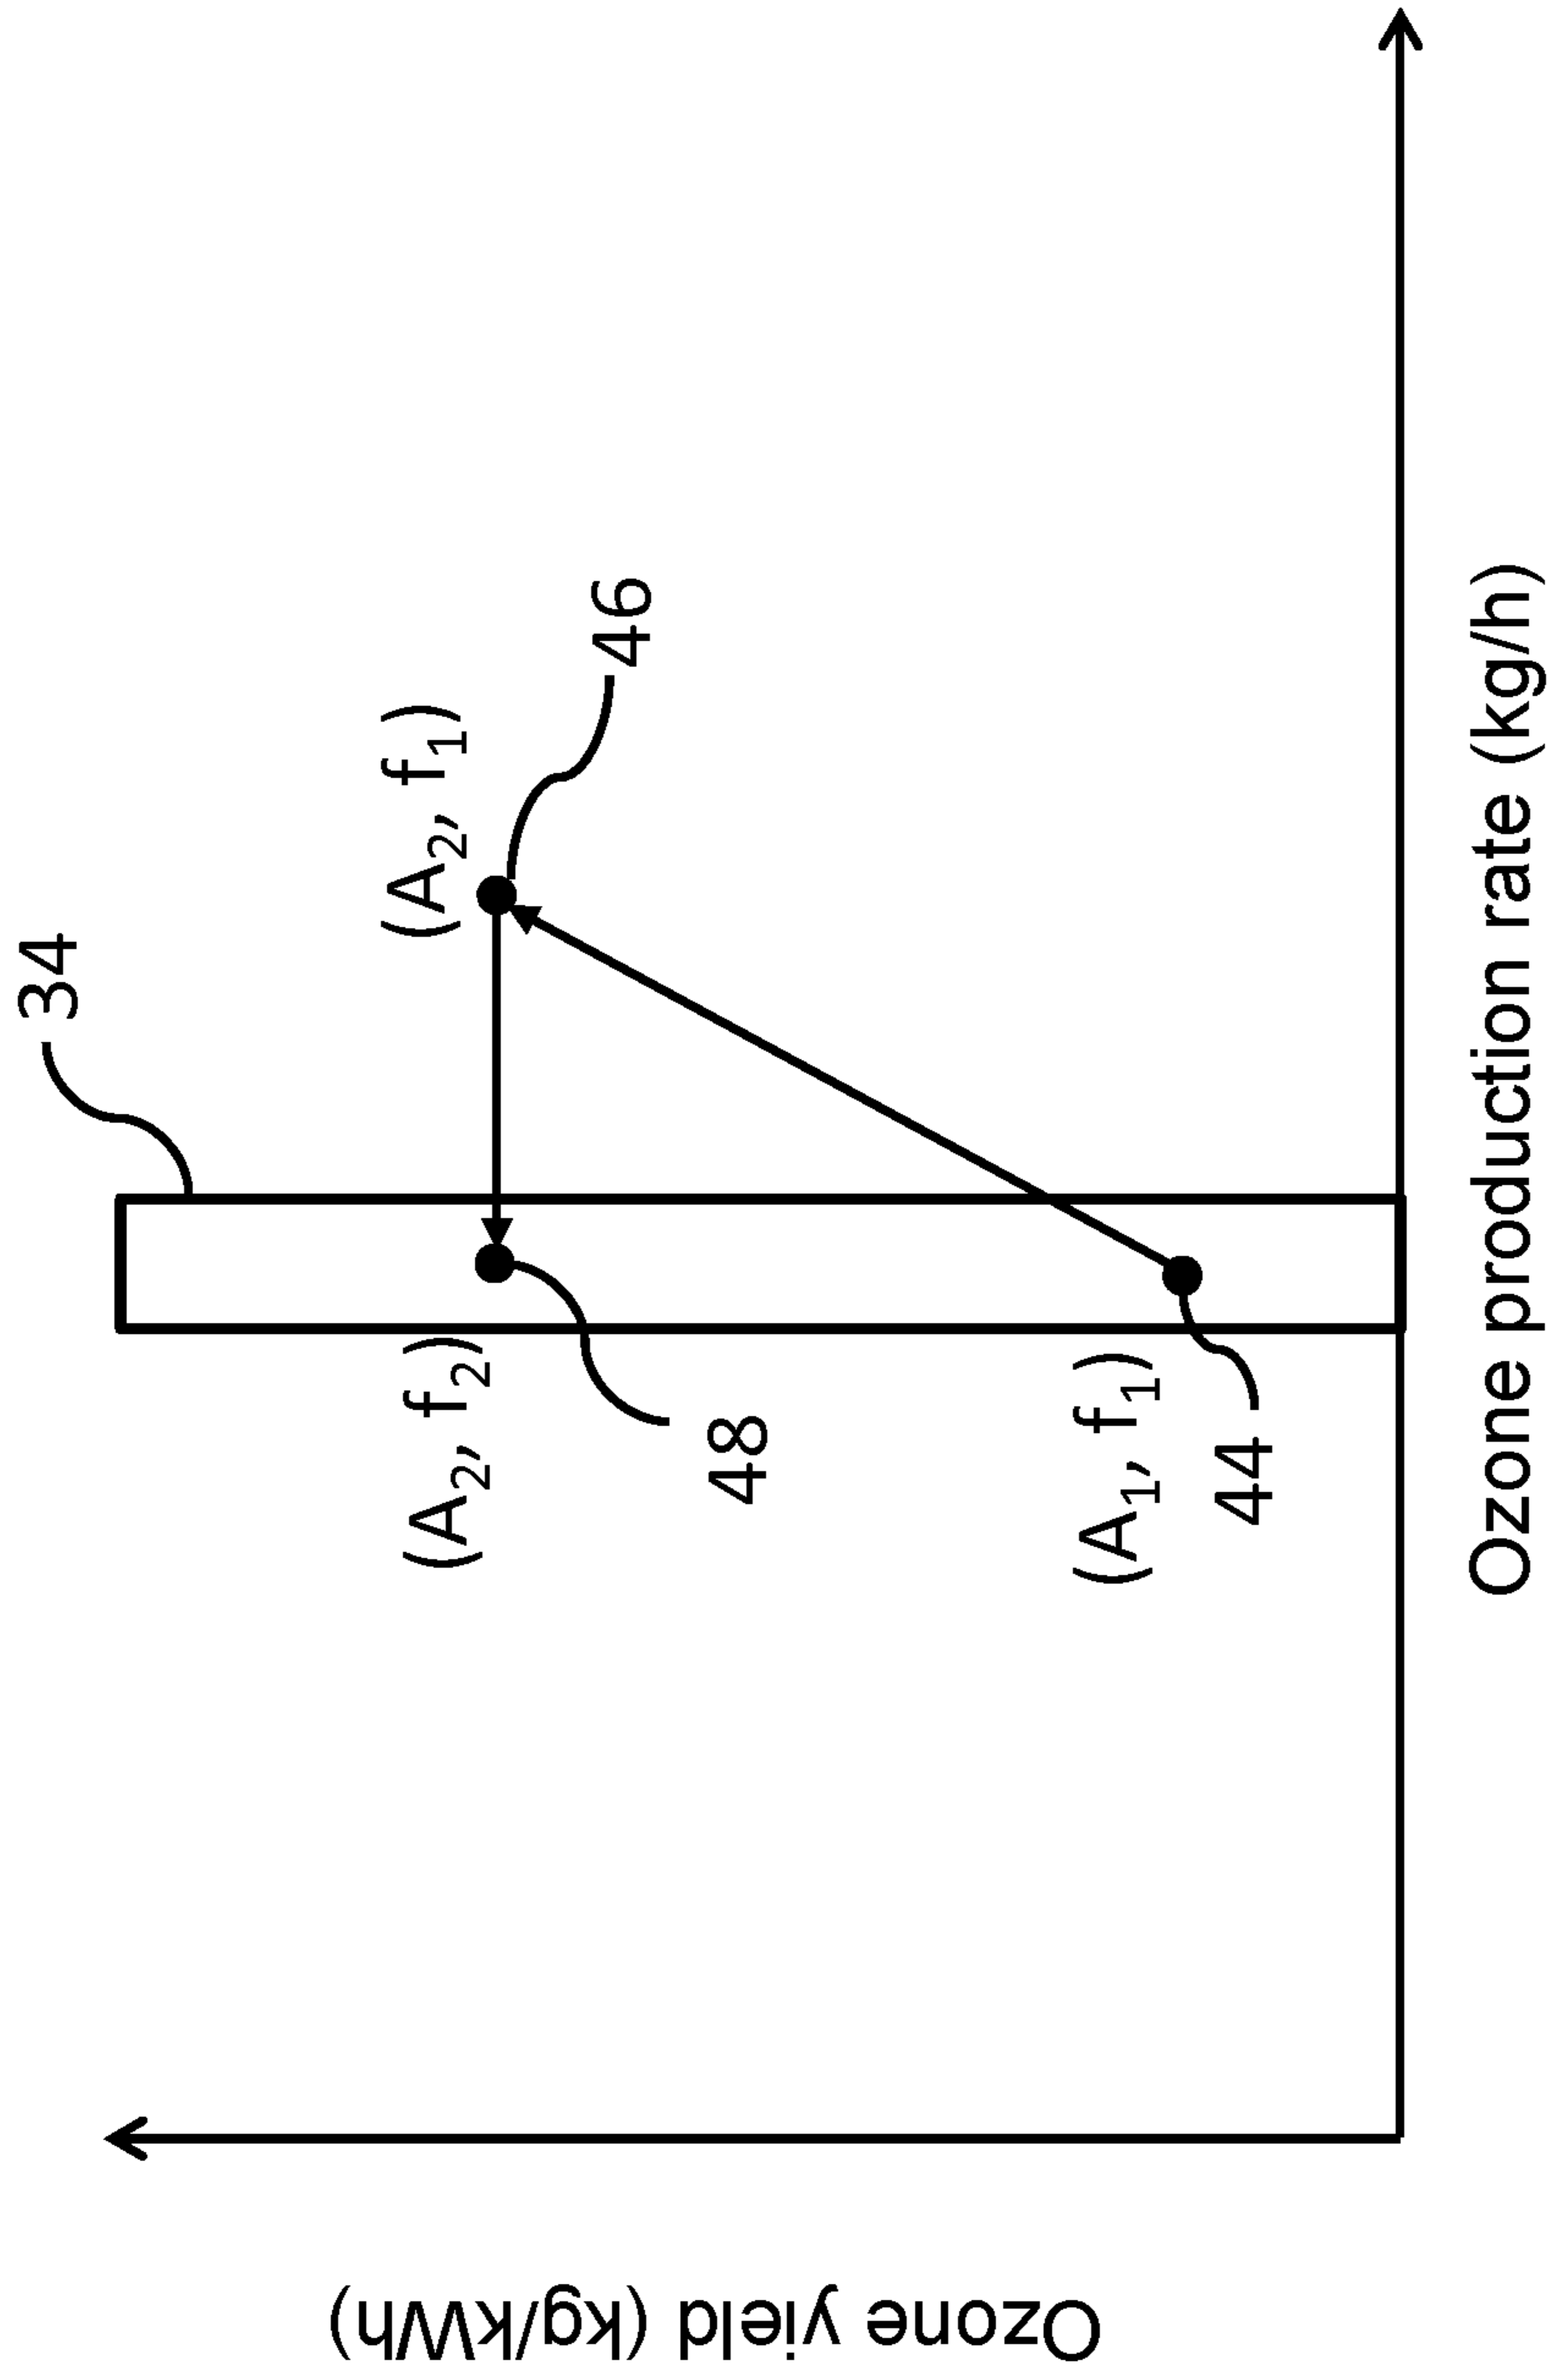 34
(A2, f2)
(A2, f1)
48
46
(A1, f1)
44
Ozone yield (kg/kWh)
Ozone production rate (kg/h)